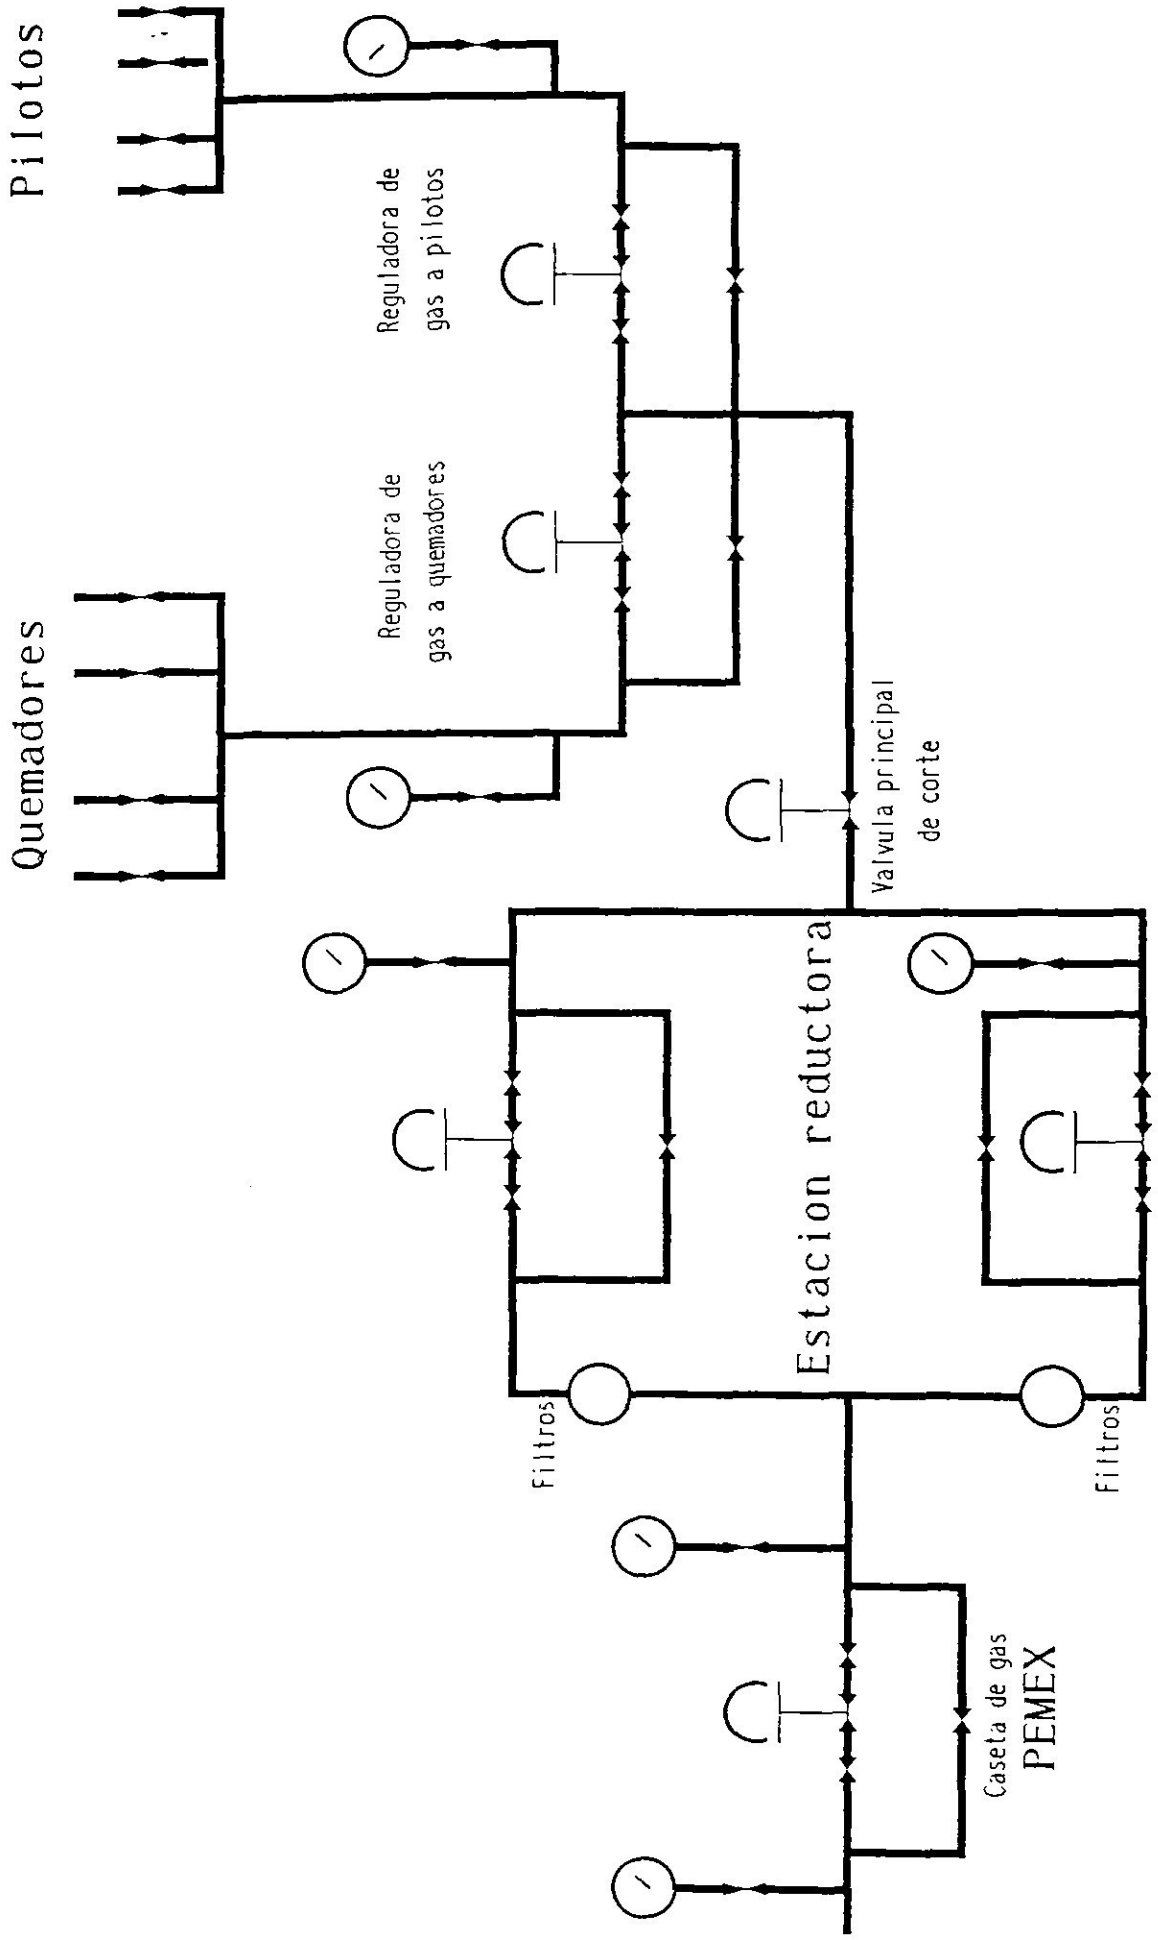 Quemadores
Pilotos
Reguladora de
gas a quemadores
Reguladora de
gas a pilotos
Filtros
Estacion reductora
Valvula principal
de corte
Caseta de gas
PEMEX
Filtros